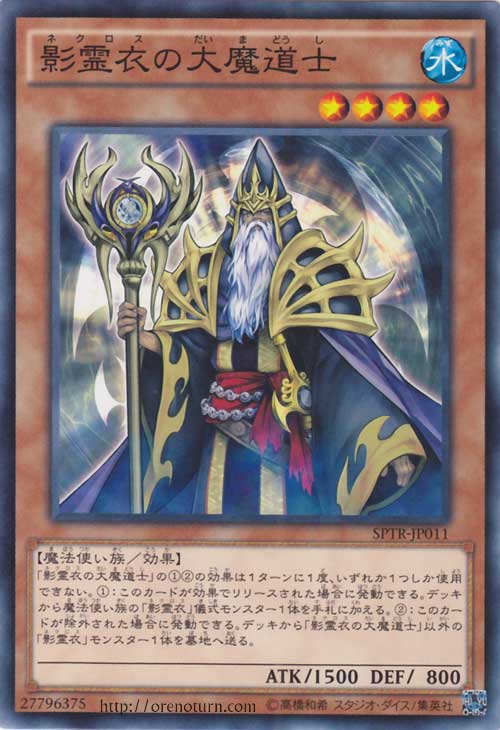 ネクロス だいまどうし
影霊衣の大魔道士
水
SPTR-JP011
【魔法使い族／効果】
「影霊衣の大魔道士」の①②の効果は１ターンに１度、いずれか１つしか使用
できない。①：このカードが効果でリリースされた場合に発動できる。デッキ
から魔法使い族の「影霊衣」儀式モンスター１体を手札に加える。②：このカー
ドが除外された場合に発動できる。デッキから「影霊衣の大魔道士」以外の
「影霊衣」モンスター１体を墓地へ送る。
ATK/1500 DEF/ 800
27796375 http://orenoturn.com ©高橋和希 スタジオ・ダイス/集英社